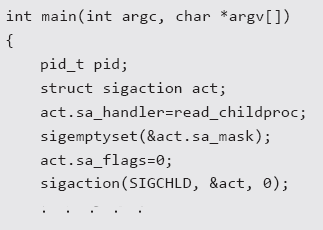 int main(int argc, char *argv[])
{
pid_t pid;
struct sigaction act;
act.sa_handler=read_childproc;
sigemptyset(&act.sa_mask);
act.sa_flags=0;
sigaction(SIGCHLD, &act, 0);
. . . . .